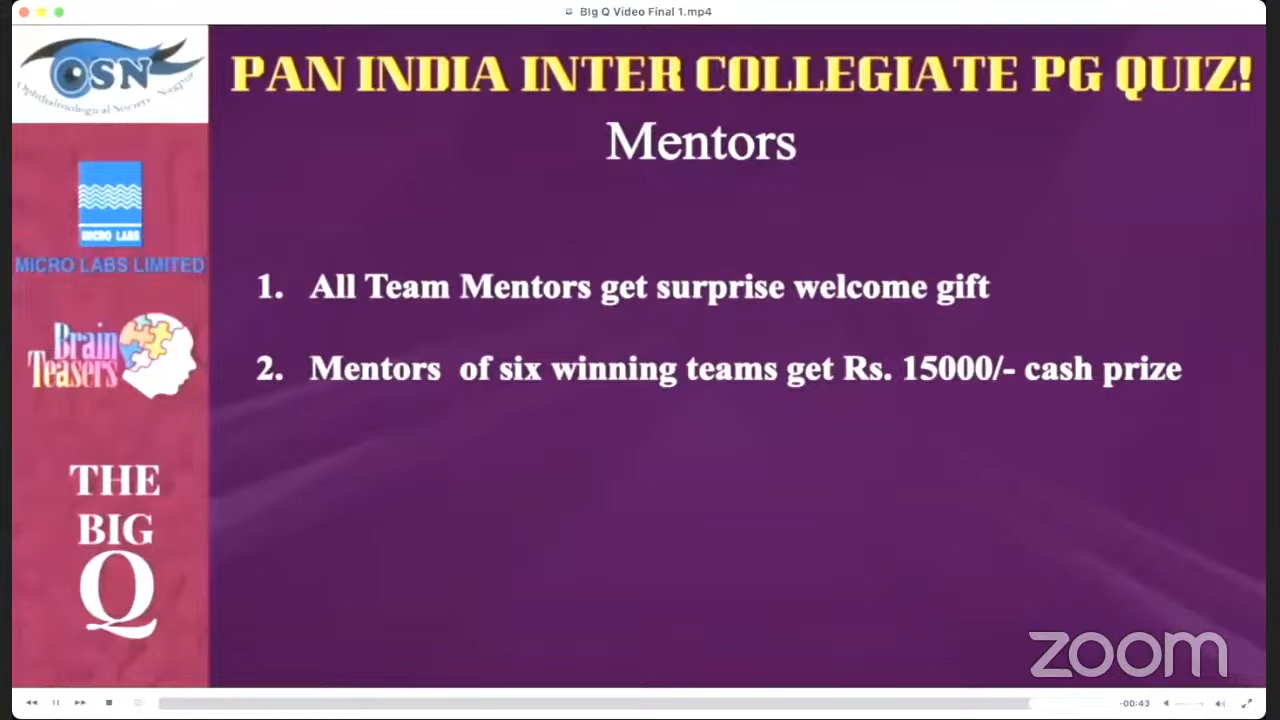 BIg Q Video Final 1.mp4
OSN
Ophthalmological Society Nagpur
PAN INDIA INTER COLLEGIATE PG QUIZ!
Mentors
MICRO LABS
MICRO LABS LIMITED
1. All Team Mentors get surprise welcome gift
Brain
Teasers
2. Mentors of six winning teams get Rs. 15000/- cash prize
THE
BIG
Q
zoom
-00:43